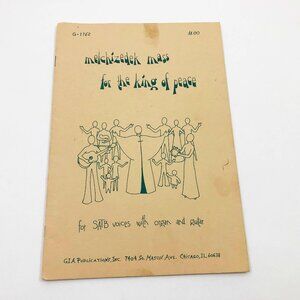 G-1762
$1.00
melchizedek mass
for the king of peace
for SATB voices with organ and guitar
G.I.A. Publications, Inc. 7404 So. Mason Ave. Chicago, IL 60638